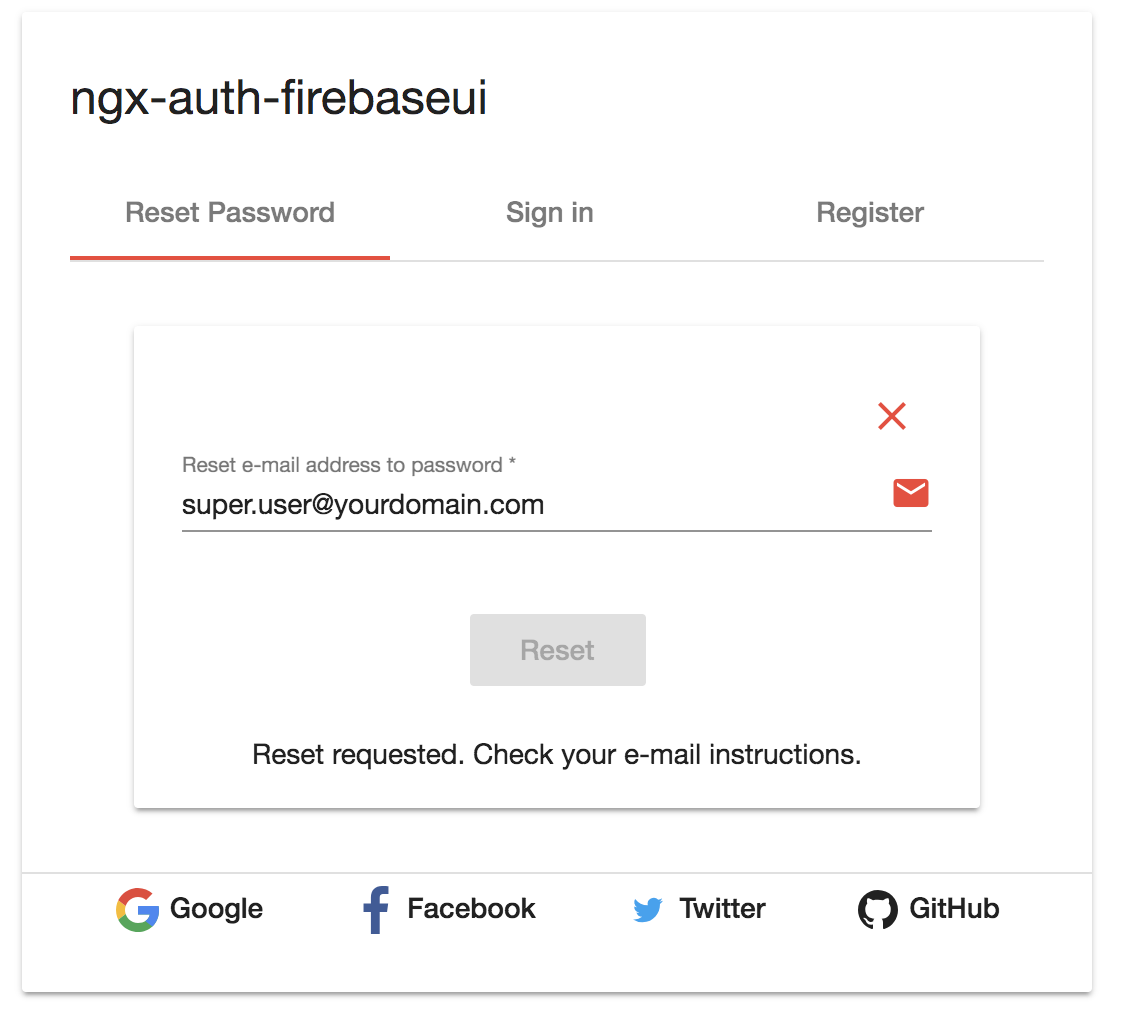 ngx-auth-firebaseui
Reset Password Sign in Register
Reset e-mail address to password *
super.user@yourdomain.com
Reset
Reset requested. Check your e-mail instructions.
Google Facebook Twitter GitHub